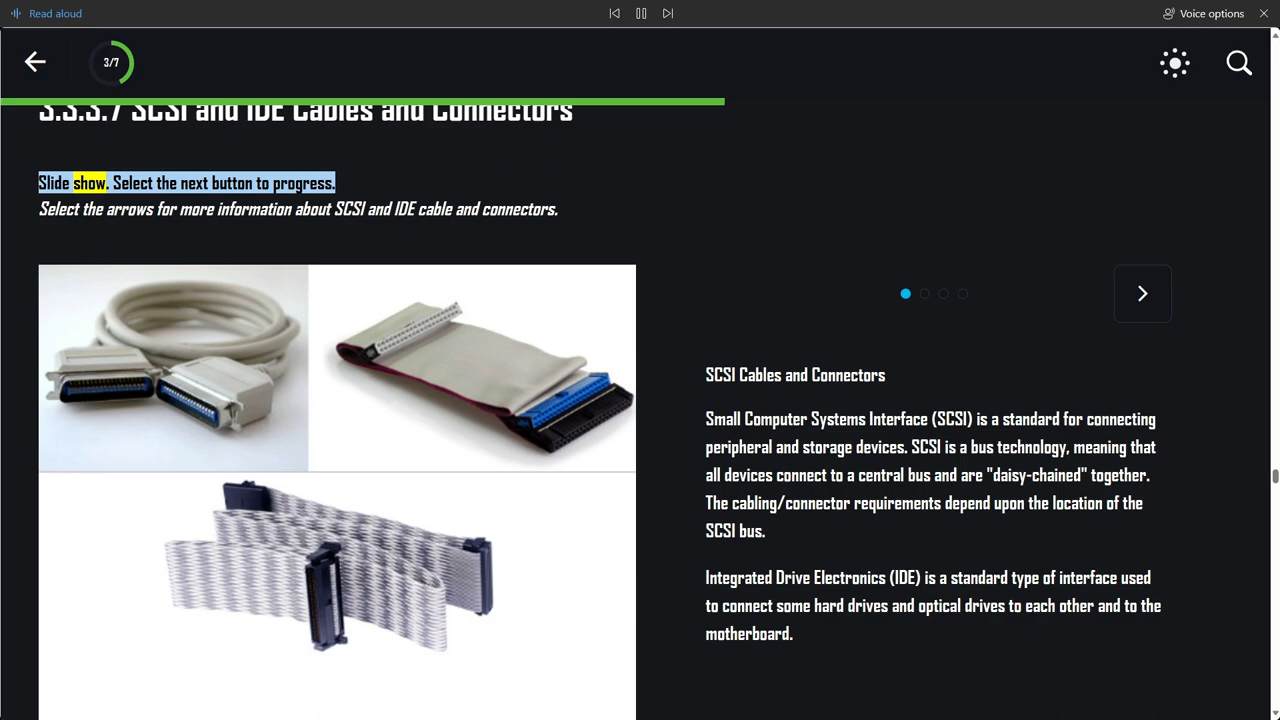 Read aloud
Voice options
3/7
3.3.3.7 SCSI and IDE Cables and Connectors
Slide show. Select the next button to progress.
Select the arrows for more information about SCSI and IDE cable and connectors.
SCSI Cables and Connectors
Small Computer Systems Interface (SCSI) is a standard for connecting
peripheral and storage devices. SCSI is a bus technology, meaning that
all devices connect to a central bus and are "daisy-chained" together.
The cabling/connector requirements depend upon the location of the
SCSI bus.
Integrated Drive Electronics (IDE) is a standard type of interface used
to connect some hard drives and optical drives to each other and to the
motherboard.